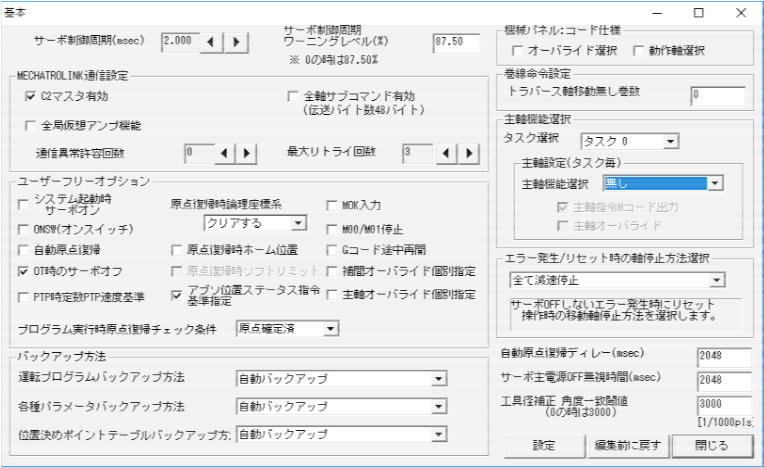 基本
サーボ制御周期(msec) 2.000
サーボ制御周期
ワーニングレベル(%) 87.50
※ 0の時は87.50%
MECHATROLINK通信設定
C2マスタ有効
全軸サブコマンド有効
(伝送バイト数48バイト)
全局仮想アンプ機能
通信異常許容回数 0
最大リトライ回数 3
ユーザーフリーオプション
システム起動時
サーボオン
ONSW(オンスイッチ)
自動原点復帰
OT時のサーボオフ
PTP時定数PTP速度基準
原点復帰時論理座標系
クリアする
原点復帰時ホーム位置
原点復帰時ソフトリミット
アブソ位置ステータス指令
基準指定
MOK入力
M00/M01停止
Gコード途中再開
補間オーバライド個別指定
主軸オーバライド個別指定
プログラム実行時原点復帰チェック条件 原点確定済
バックアップ方法
運転プログラムバックアップ方法 自動バックアップ
各種パラメータバックアップ方法 自動バックアップ
位置決めポイントテーブルバックアップ方. 自動バックアップ
機械パネル:コード仕様
オーバライド選択 動作軸選択
巻線命令設定
トラバース軸移動無し巻数 0
主軸機能選択
タスク選択 タスク 0
主軸設定(タスク毎)
主軸機能選択 無し
主軸指令Mコード出力
主軸オーバライド
エラー発生/リセット時の軸停止方法選択
全て減速停止
サーボOFFしないエラー発生時にリセット
操作時の移動軸停止方法を選択します。
自動原点復帰ディレー(msec) 2048
サーボ主電源OFF無視時間(msec) 2048
工具径補正 角度一致閾値
(0の時は3000) 3000
[1/1000pls]
設定 編集前に戻す 閉じる